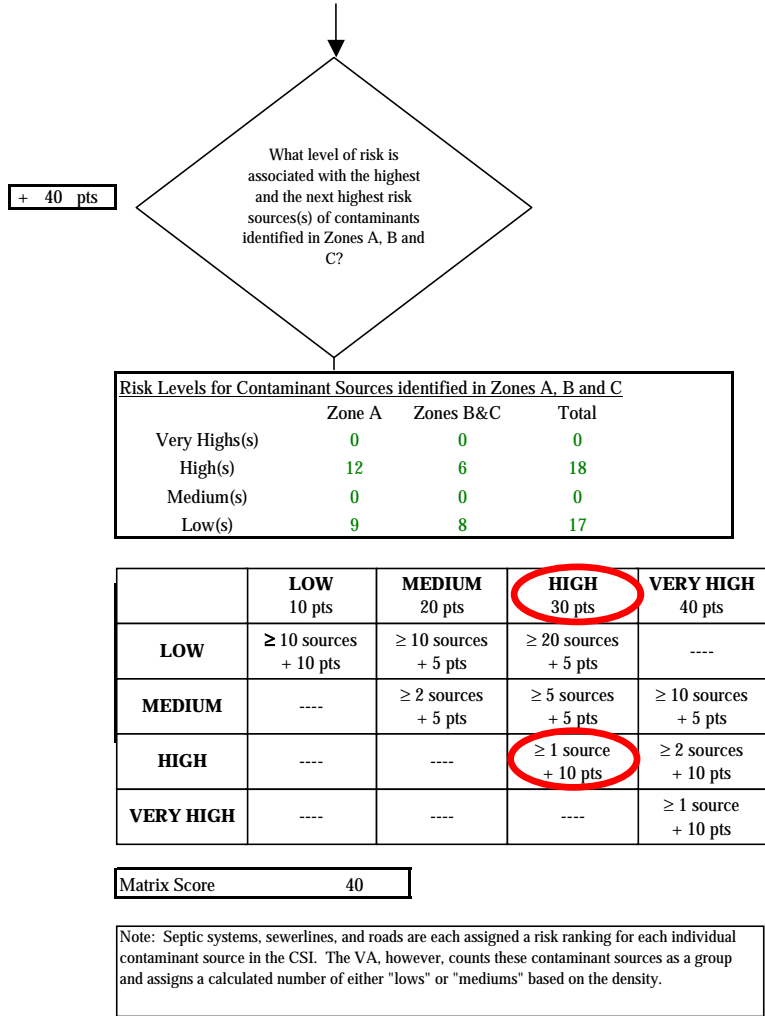 What level of risk is
associated with the highest
and the next highest risk
sources(s) of contaminants
identified in Zones A, B and
C?
+ 40 pts
Risk Levels for Contaminant Sources identified in Zones A, B and C
Zone A Zones B&C Total
Very Highs(s) 0 0 0
High(s) 12 6 18
Medium(s) 0 0 0
Low(s) 9 8 17
LOW MEDIUM HIGH VERY HIGH
10 pts 20 pts 30 pts 40 pts
LOW ≥ 10 sources + 10 pts ≥ 10 sources + 5 pts ≥ 20 sources + 5 pts ----
MEDIUM ---- ≥ 2 sources + 5 pts ≥ 5 sources + 5 pts ≥ 10 sources + 5 pts
HIGH ---- ---- ≥ 1 source + 10 pts ≥ 2 sources + 10 pts
VERY HIGH ---- ---- ---- ≥ 1 source + 10 pts
Matrix Score 40
Note: Septic systems, sewerlines, and roads are each assigned a risk ranking for each individual
contaminant source in the CSI. The VA, however, counts these contaminant sources as a group
and assigns a calculated number of either "lows" or "mediums" based on the density.